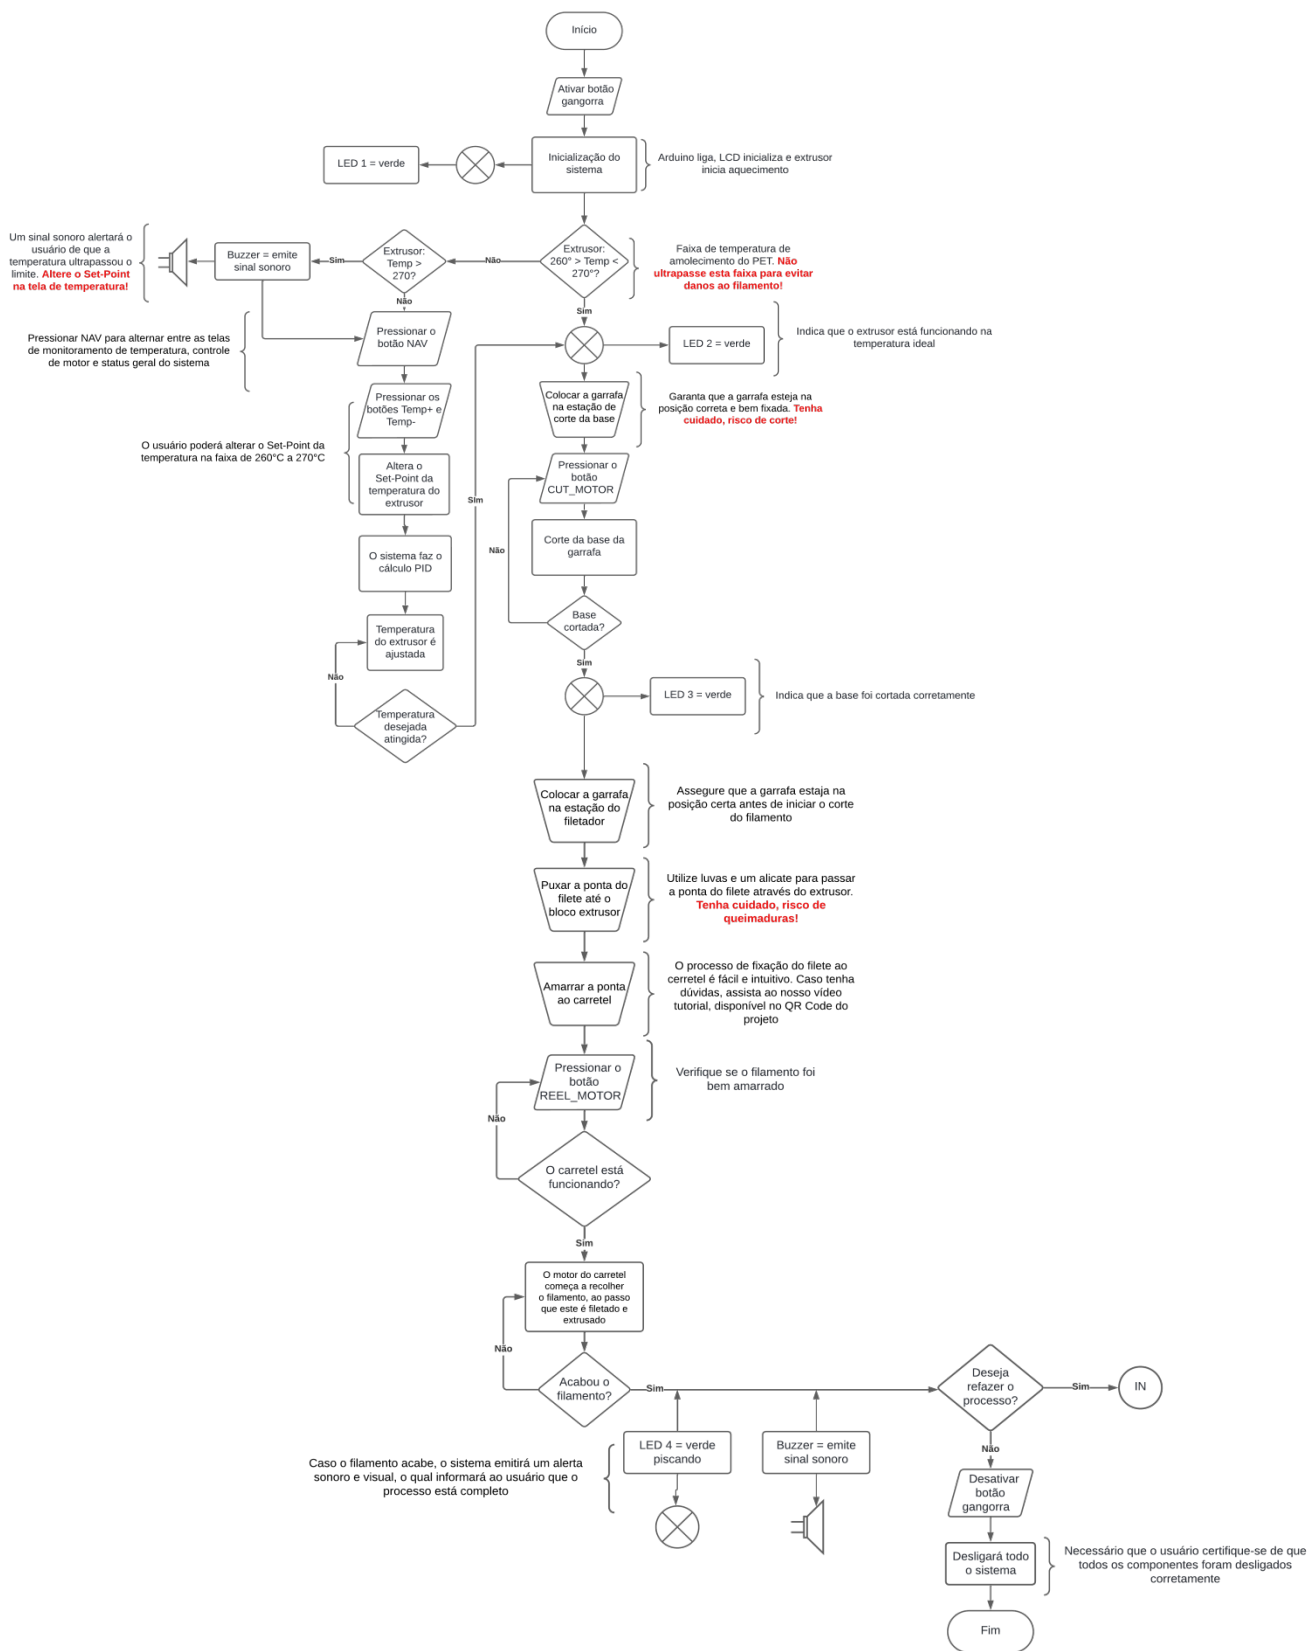 Início
Ativar botão
gangorra
Inicialização do
sistema
Arduino liga, LCD inicializa e extrusor
inicia aquecimento
LED 1 = verde
Um sinal sonoro alertará o
usuário de que a
temperatura ultrapassou o
limite. Altere o Set-Point
na tela de temperatura!
Buzzer = emite
sinal sonoro
Sim
Extrusor:
Temp >
270?
Não
Extrusor:
260° > Temp <
270°?
Faixa de temperatura de
amolecimento do PET. Não
ultrapasse esta faixa para evitar
danos ao filamento!
Não
Sim
Pressionar NAV para alternar entre as telas
de monitoramento de temperatura, controle
de motor e status geral do sistema
Pressionar o
botão NAV
LED 2 = verde
Indica que o extrusor está funcionando na
temperatura ideal
Pressionar os
botões Temp+ e
Temp-
Colocar a garrafa
na estação de
corte da base
Garanta que a garrafa esteja na
posição correta e bem fixada. Tenha
cuidado, risco de corte!
O usuário poderá alterar o Set-Point da
temperatura na faixa de 260°C a 270°C
Altera o
Set-Point da
temperatura do
extrusor
Sim
Pressionar o
botão
CUT_MOTOR
O sistema faz o
cálculo PID
Não
Corte da base da
garrafa
Temperatura
do extrusor é
ajustada
Base
cortada?
Não
Sim
Temperatura
desejada
atingida?
LED 3 = verde
Indica que a base foi cortada corretamente
Colocar a garrafa
na estação do
filetador
Assegure que a garrafa estaja na
posição certa antes de iniciar o corte
do filamento
Puxar a ponta do
filete até o
bloco extrusor
Utilize luvas e um alicate para passar
a ponta do filete através do extrusor.
Tenha cuidado, risco de
queimaduras!
Amarrar a ponta
ao carretel
O processo de fixação do filete ao
cerretel é fácil e intuitivo. Caso tenha
dúvidas, assista ao nosso vídeo
tutorial, disponível no QR Code do
projeto
Pressionar o
botão
REEL_MOTOR
Verifique se o filamento foi
bem amarrado
Não
O carretel está
funcionando?
Sim
O motor do carretel
começa a recolher
o filamento, ao passo
que este é filetado e
extrusado
Não
Acabou o
filamento?
Sim
Deseja
refazer o
processo?
Sim
IN
Caso o filamento acabe, o sistema emitirá um alerta
sonoro e visual, o qual informará ao usuário que o
processo está completo
LED 4 = verde
piscando
Buzzer = emite
sinal sonoro
Não
Desativar
botão
gangorra
Desligará todo
o sistema
Necessário que o usuário certifique-se de que
todos os componentes foram desligados
corretamente
Fim